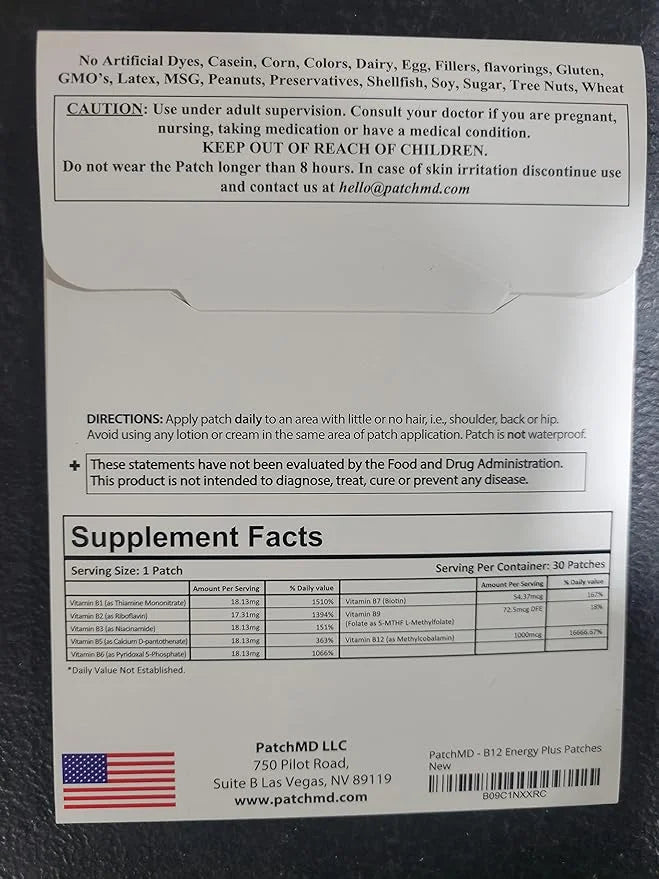 No Artificial Dyes, Casein, Corn, Colors, Dairy, Egg, Fillers, flavorings, Gluten,
GMO's, Latex, MSG, Peanuts, Preservatives, Shellfish, Soy, Sugar, Tree Nuts, Wheat
CAUTION: Use under adult supervision. Consult your doctor if you are pregnant,
nursing, taking medication or have a medical condition.
KEEP OUT OF REACH OF CHILDREN.
Do not wear the Patch longer than 8 hours. In case of skin irritation discontinue use
and contact us at hello@patchmd.com
DIRECTIONS: Apply patch daily to an area with little or no hair, i.e., shoulder, back or hip.
Avoid using any lotion or cream in the same area of patch application. Patch is not waterproof.
+ These statements have not been evaluated by the Food and Drug Administration.
This product is not intended to diagnose, treat, cure or prevent any disease.
Supplement Facts
Serving Size: 1 Patch Serving Per Container: 30 Patches
Amount Per Serving % Daily value Amount Per Serving % Daily value
Vitamin B1 (as Thiamine Mononitrate) 18.13mg 1510% Vitamin B7 (Biotin) 54.37mcg 167%
Vitamin B2 (as Riboflavin) 17.31mg 1394% Vitamin B9 72.5mcg DFE 18%
Vitamin B3 (as Niacinamide) 18.13mg 151% (Folate as 5-MTHF L-Methylfolate)
Vitamin B5 (as Calcium D-pantothenate) 18.13mg 363% Vitamin B12 (as Methylcobalamin) 1000mcg 16666.67%
Vitamin B6 (as Pyridoxal 5-Phosphate) 18.13mg 1066%
*Daily Value Not Established.
PatchMD LLC
750 Pilot Road,
Suite B Las Vegas, NV 89119
www.patchmd.com
PatchMD - B12 Energy Plus Patches
New
B09C1NXXRC